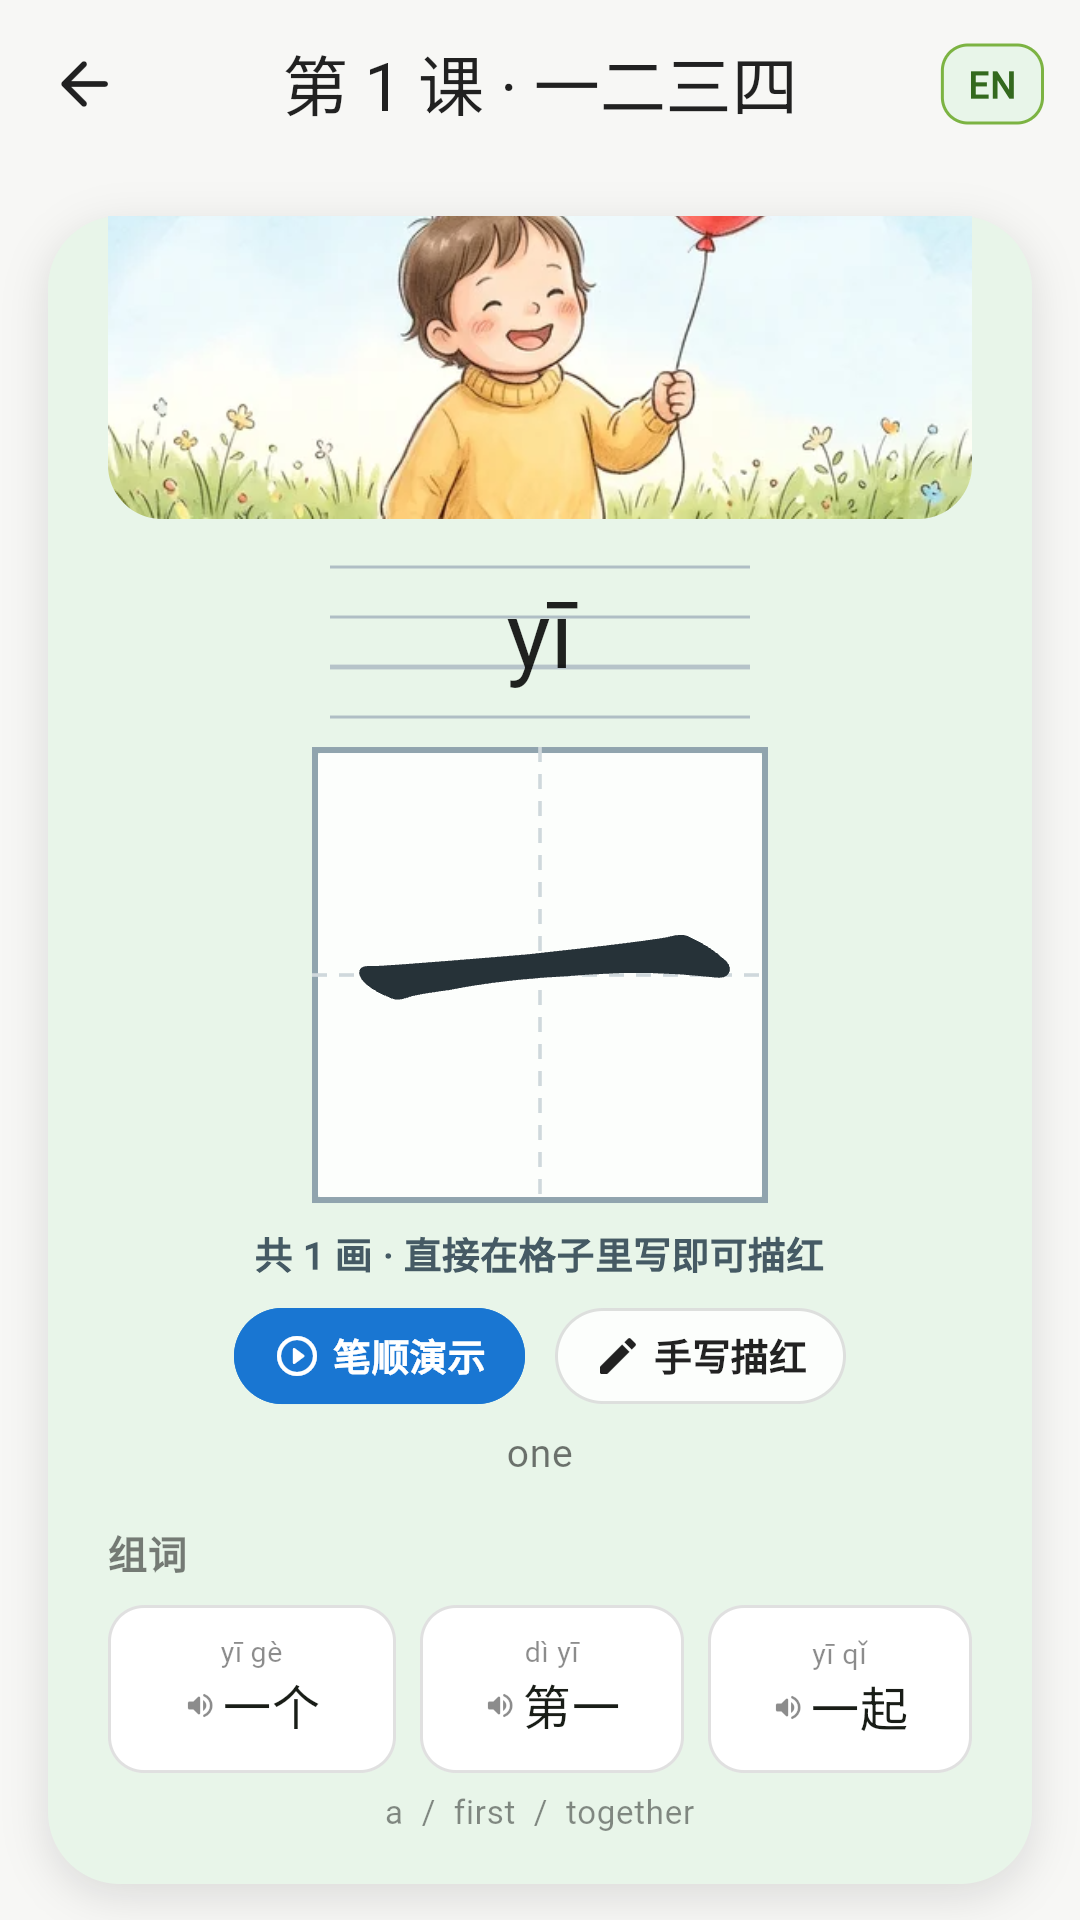 第 1 课 · 一二三四
EN
yī
一
共 1 画 · 直接在格子里写即可描红
笔顺演示
手写描红
one
组词
yī gè
一个
dì yī
第一
yī qǐ
一起
a / first / together